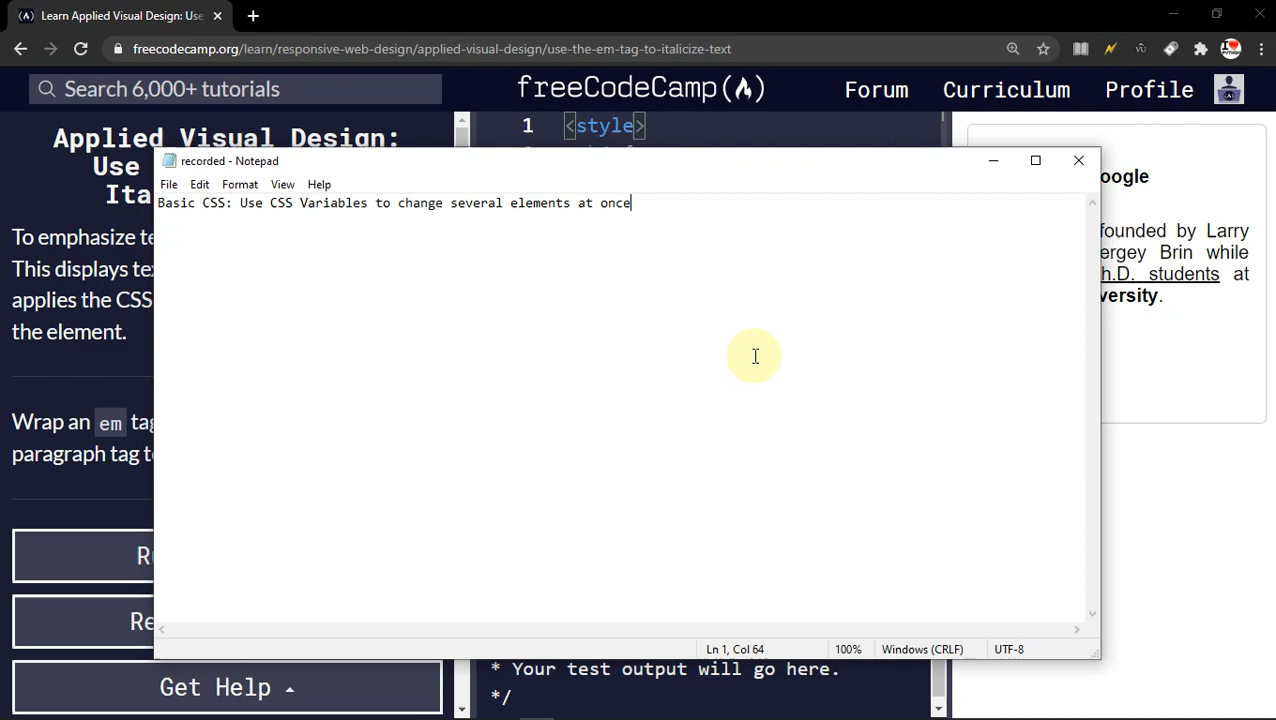 Learn Applied Visual Design: Use
freecodecamp.org/learn/responsive-web-design/applied-visual-design/use-the-em-tag-to-italicize-text
Search 6,000+ tutorials
freeCodeCamp
Forum
Curriculum
Profile
Applied Visual Design:
Use
Ita
To emphasize te
This displays tex
applies the CSS
the element.
Wrap an em tag
paragraph tag to
Ru
Re
Get Help
1 <style>
recorded - Notepad
File Edit Format View Help
Basic CSS: Use CSS Variables to change several elements at once
Ln 1, Col 64
100%
Windows (CRLF)
UTF-8
* Your test output will go here.
*/
oogle
founded by Larry
ergey Brin while
h.D. students at
versity.